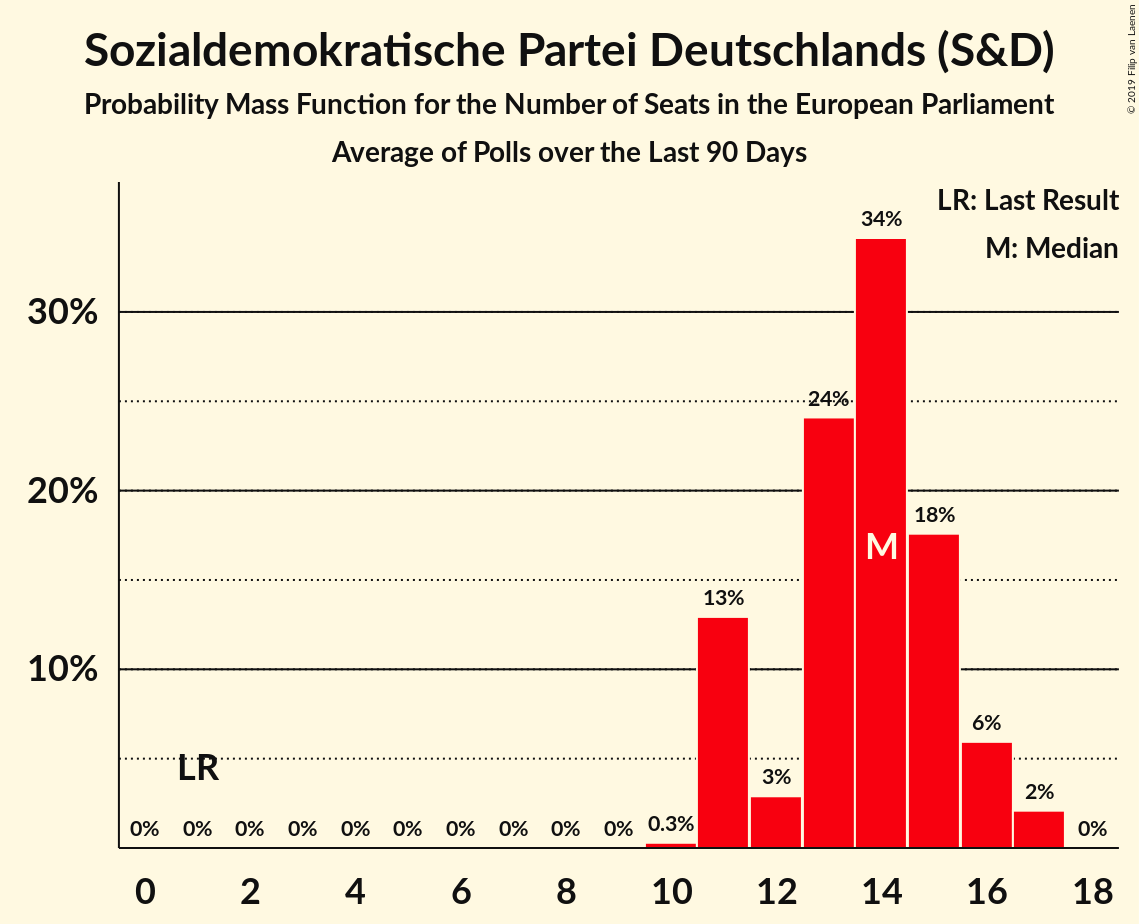 Sozialdemokratische Partei Deutschlands (S&D)
Probability Mass Function for the Number of Seats in the European Parliament
Average of Polls over the Last 90 Days
© 2019 Filip van Laenen
LR: Last Result
M: Median
34%
30%
24%
20%
18%
M
13%
10%
6%
LR
3%
2%
0% 0% 0% 0% 0% 0% 0% 0% 0% 0% 0.3% 0%
0 2 4 6 8 10 12 14 16 18